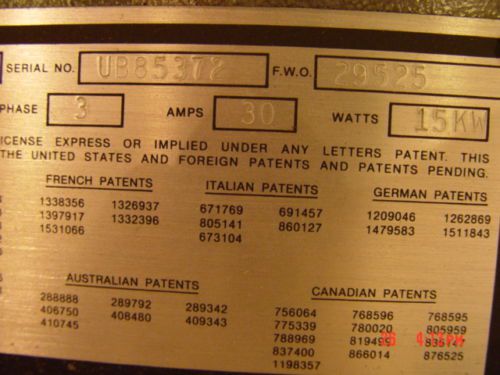 SERIAL NO. UB85372 F.W.O. 29525
PHASE 3 AMPS 30 WATTS 15KW
LICENSE EXPRESS OR IMPLIED UNDER ANY LETTERS PATENT. THIS
THE UNITED STATES AND FOREIGN PATENTS AND PATENTS PENDING.
FRENCH PATENTS ITALIAN PATENTS GERMAN PATENTS
1338356 1326937 671769 691457 1209046 1262869
1397917 1332396 805141 860127 1479583 1511843
1531066 673104
AUSTRALIAN PATENTS CANADIAN PATENTS
288888 289792 289342 756064 768596 768595
406750 408480 409343 775339 780020 805959
410745 788969 819499
837400 866014 876525
1198357